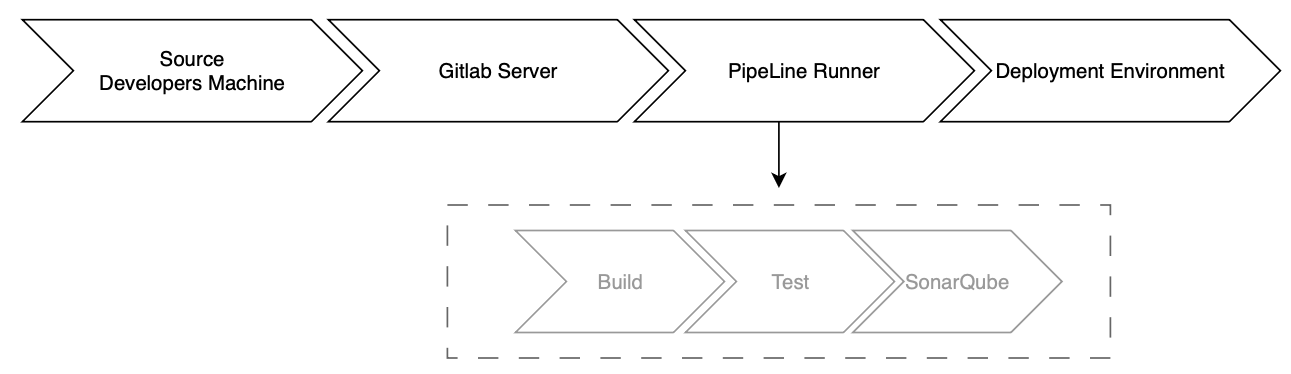 Source
Developers Machine
Gitlab Server
PipeLine Runner
Deployment Environment
Build
Test
SonarQube